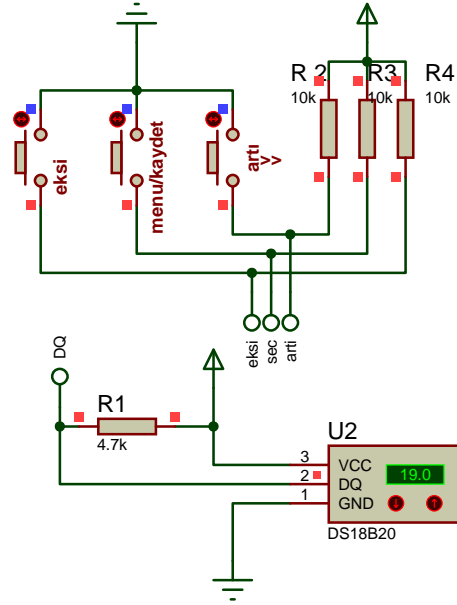 R 2
R3
R4
10k
10k
10k
eksi
menu/kaydet
artı
>>
eksi
sec
arti
DQ
R1
4.7k
U2
3
VCC
2
DQ
1
GND
19.0
DS18B20